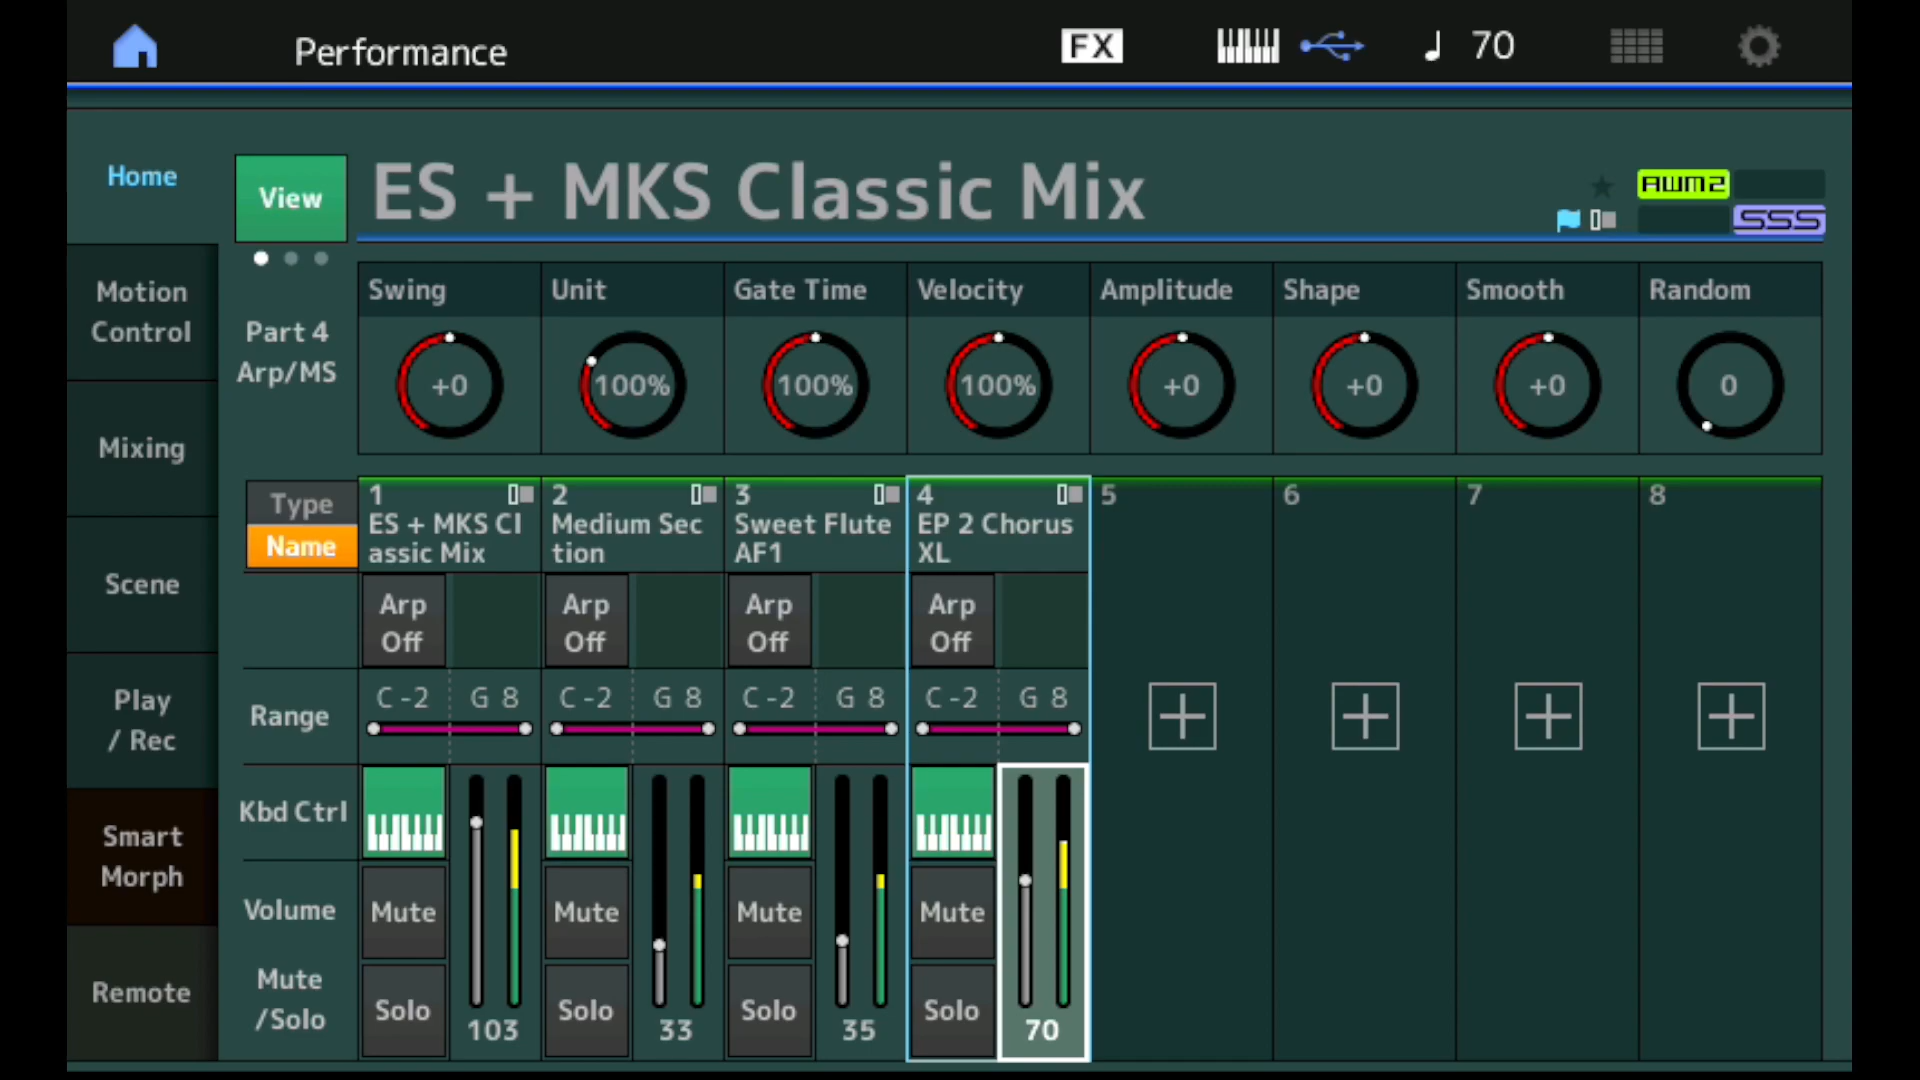 Performance
FX
70
Home
View
ES + MKS Classic Mix
AWM2
SSS
Motion
Control
Part 4
Arp/MS
Swing
Unit
Gate Time
Velocity
Amplitude
Shape
Smooth
Random
+0
100%
100%
100%
+0
+0
+0
0
Mixing
Scene
Play
/ Rec
Smart
Morph
Remote
Type
Name
1
ES + MKS Cl
assic Mix
2
Medium Sec
tion
3
Sweet Flute
AF1
4
EP 2 Chorus
XL
5
6
7
8
Arp
Off
Arp
Off
Arp
Off
Arp
Off
Range
C -2
G 8
C -2
G 8
C -2
G 8
C -2
G 8
Kbd Ctrl
Volume
Mute
Mute
Mute
Mute
Mute
/Solo
Solo
Solo
Solo
Solo
103
33
35
70